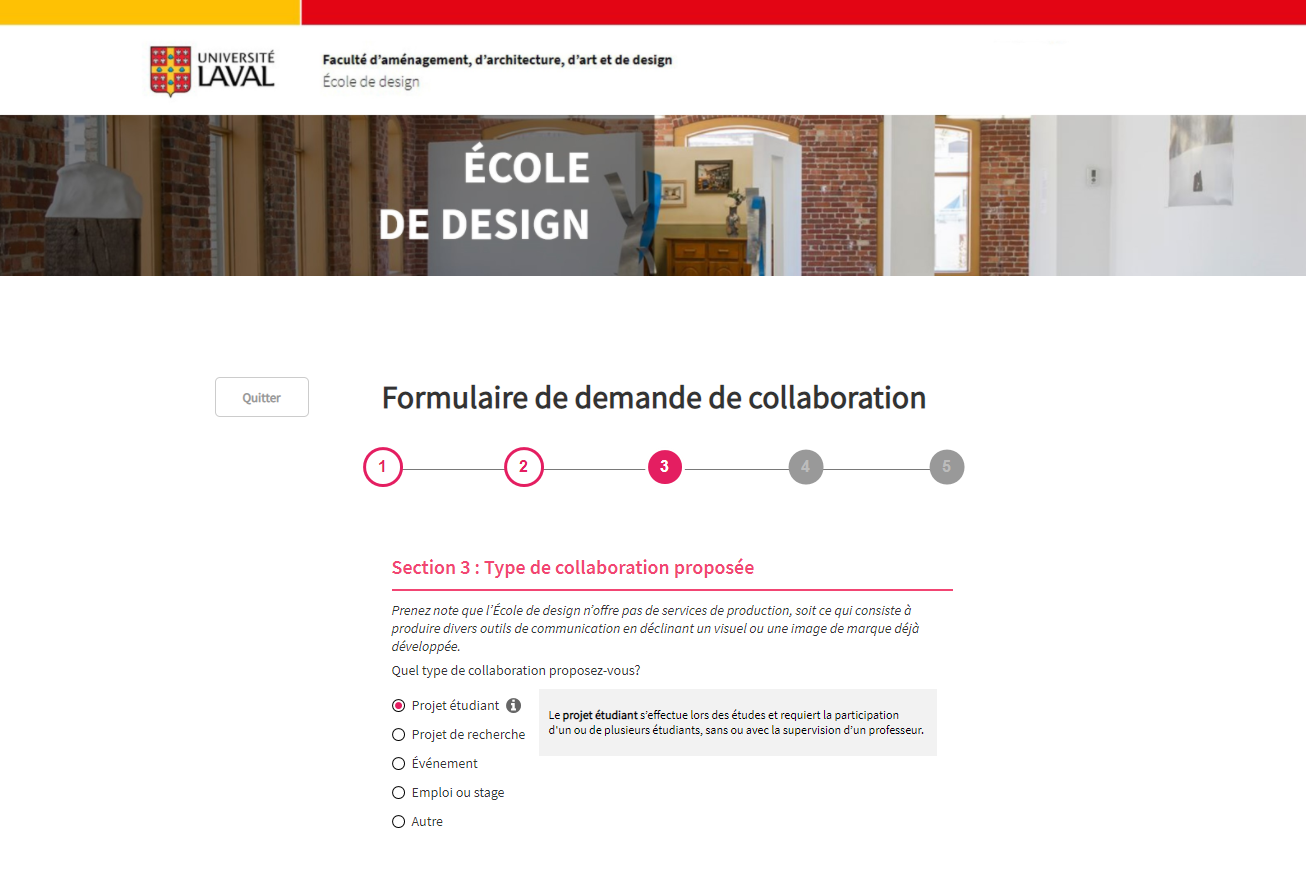 UNIVERSITÉ
LAVAL
Faculté d’aménagement, d’architecture, d’art et de design
École de design
ÉCOLE
DE DESIGN
Quitter
Formulaire de demande de collaboration
1 2 3 4 5
Section 3 : Type de collaboration proposée
Prenez note que l’École de design n’offre pas de services de production, soit ce qui consiste à
produire divers outils de communication en déclinant un visuel ou une image de marque déjà
développée.
Quel type de collaboration proposez-vous?
Projet étudiant
Le projet étudiant s’effectue lors des études et requiert la participation
d’un ou de plusieurs étudiants, sans ou avec la supervision d’un professeur.
Projet de recherche
Événement
Emploi ou stage
Autre